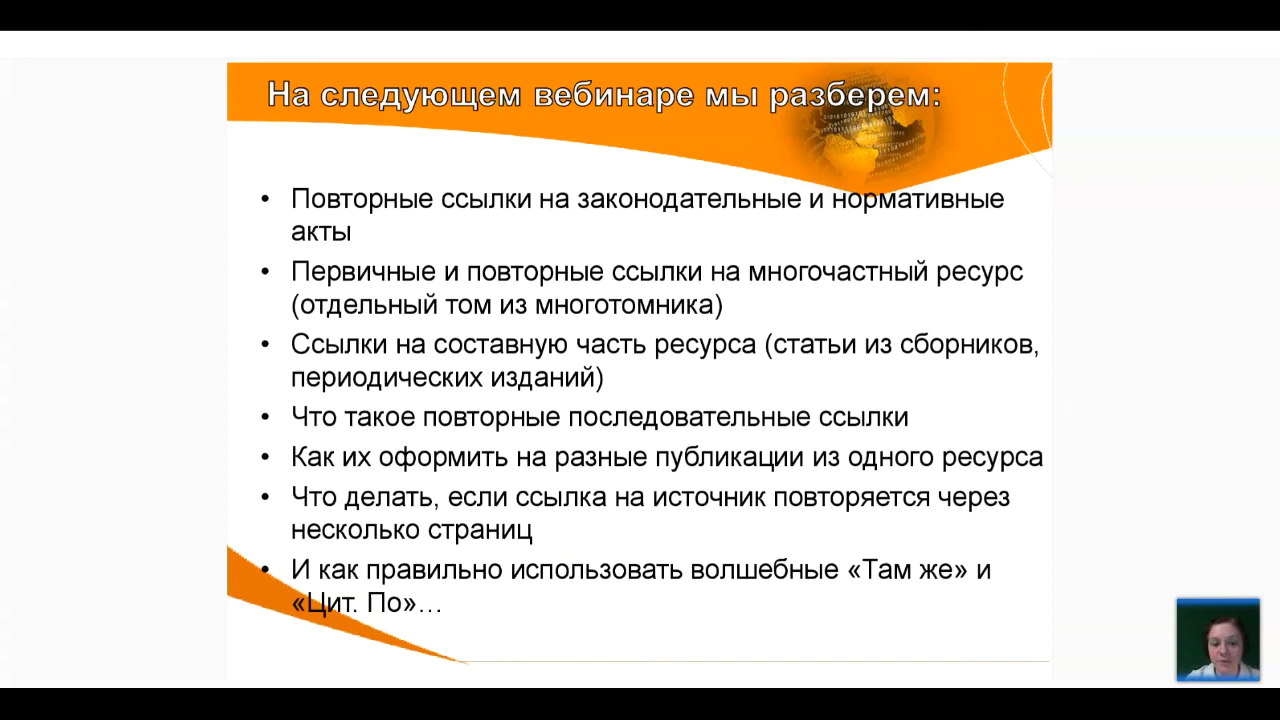 На следующем вебинаре мы разберем:
• Повторные ссылки на законодательные и нормативные
акты
• Первичные и повторные ссылки на многочастный ресурс
(отдельный том из многотомника)
• Ссылки на составную часть ресурса (статьи из сборников,
периодических изданий)
• Что такое повторные последовательные ссылки
• Как их оформить на разные публикации из одного ресурса
• Что делать, если ссылка на источник повторяется через
несколько страниц
• И как правильно использовать волшебные «Там же» и
«Цит. По»…